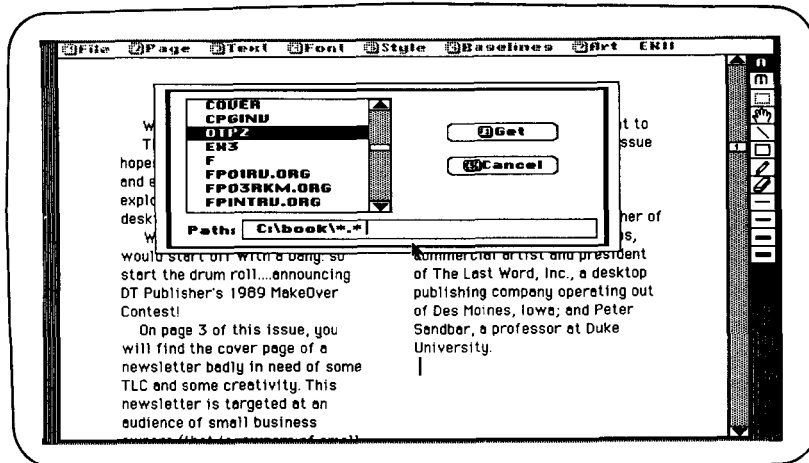 File Page Text Font Style Baselines Art
COVER
CPGINV
DTP2
EX3
F
FP01RV.ORG
FP03RKM.ORG
FPINTRV.ORG
Get
Cancel
Path: C:\book\*.*
W
T
hope
and e
explo
desk
W
would start off with a bang: so
start the drum roll....announcing
DT Publisher's 1989 MakeOver
Contest!
On page 3 of this issue, you
will find the cover page of a
newsletter badly in need of some
TLC and some creativity. This
newsletter is targeted at an
audience of small business
t to
ssue
her of
s,
commercial artist and president
of The Last Word, Inc., a desktop
publishing company operating out
of Des Moines, Iowa; and Peter
Sandbar, a professor at Duke
University.
1